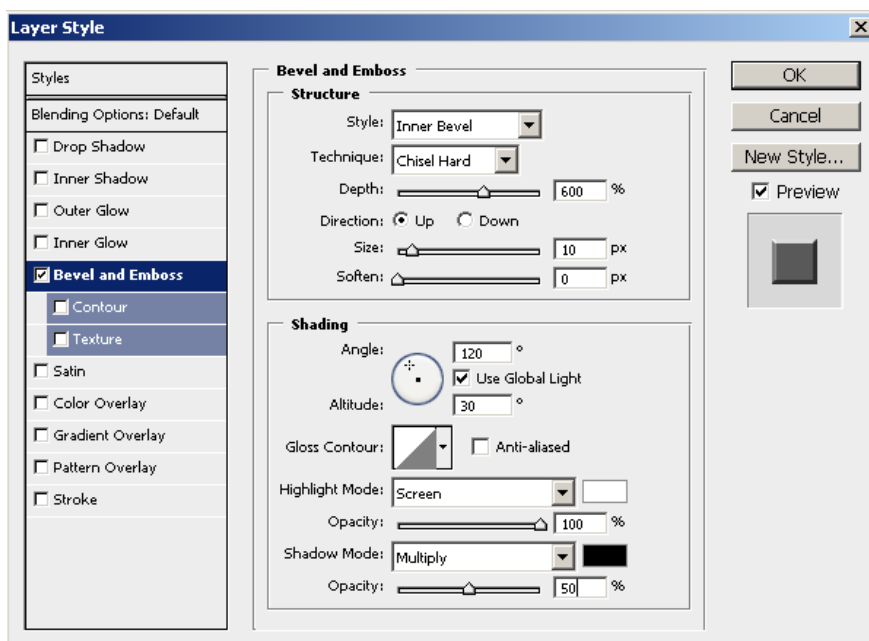 Layer Style
Styles
Blending Options: Default
Drop Shadow
Inner Shadow
Outer Glow
Inner Glow
Bevel and Emboss
Contour
Texture
Satin
Color Overlay
Gradient Overlay
Pattern Overlay
Stroke
Bevel and Emboss
Structure
Style: Inner Bevel
Technique: Chisel Hard
Depth: 600 %
Direction: Up Down
Size: 10 px
Soften: 0 px
Shading
Angle: 120 °
Use Global Light
Altitude: 30 °
Gloss Contour: Anti-aliased
Highlight Mode: Screen
Opacity: 100 %
Shadow Mode: Multiply
Opacity: 50 %
OK
Cancel
New Style...
Preview